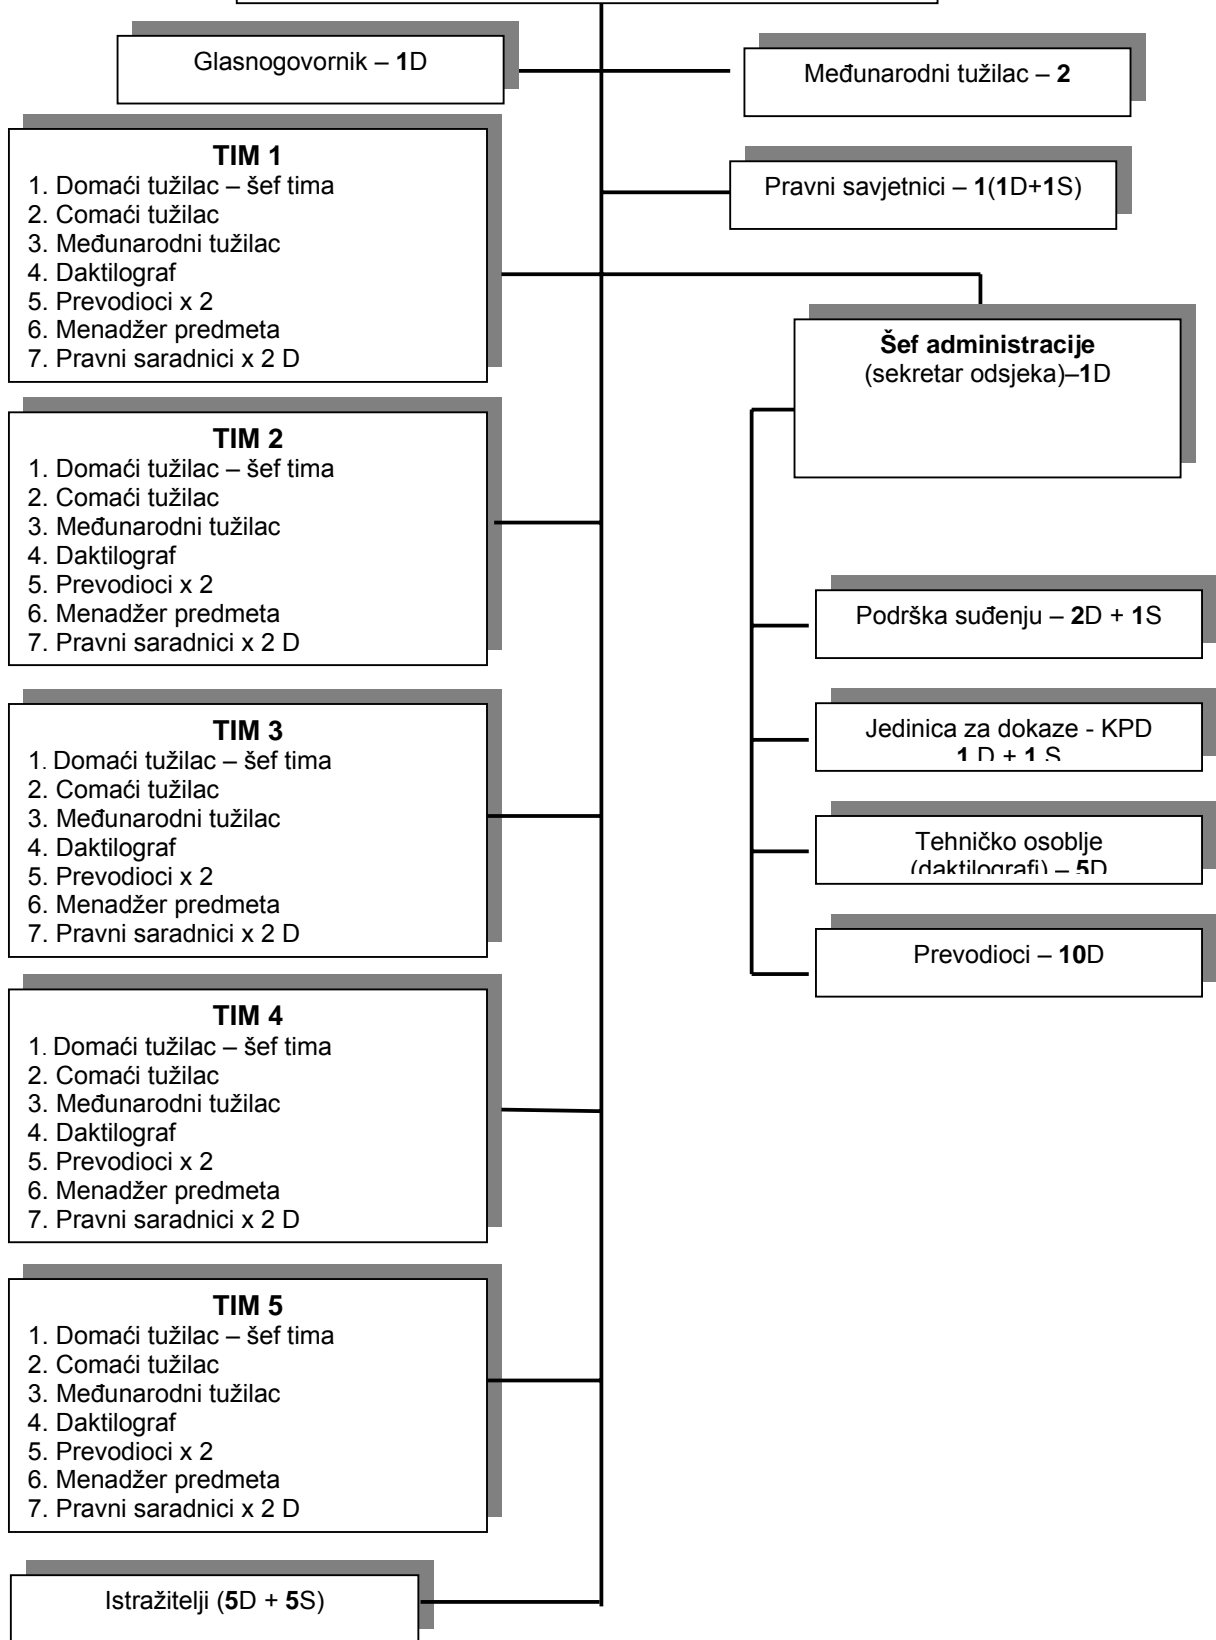 Glasnogovornik – 1D
Međunarodni tužilac – 2
TIM 1
1. Domaći tužilac – šef tima
2. Comaći tužilac
3. Međunarodni tužilac
4. Daktilograf
5. Prevodioci x 2
6. Menadžer predmeta
7. Pravni saradnici x 2 D
Pravni savjetnici – 1(1D+1S)
Šef administracije
(sekretar odsjeka)–1D
TIM 2
1. Domaći tužilac – šef tima
2. Comaći tužilac
3. Međunarodni tužilac
4. Daktilograf
5. Prevodioci x 2
6. Menadžer predmeta
7. Pravni saradnici x 2 D
Podrška suđenju – 2D + 1S
Jedinica za dokaze - KPD
1 D + 1 S
Tehničko osoblje
(daktilografi) – 5D
Prevodioci – 10D
TIM 3
1. Domaći tužilac – šef tima
2. Comaći tužilac
3. Međunarodni tužilac
4. Daktilograf
5. Prevodioci x 2
6. Menadžer predmeta
7. Pravni saradnici x 2 D
TIM 4
1. Domaći tužilac – šef tima
2. Comaći tužilac
3. Međunarodni tužilac
4. Daktilograf
5. Prevodioci x 2
6. Menadžer predmeta
7. Pravni saradnici x 2 D
TIM 5
1. Domaći tužilac – šef tima
2. Comaći tužilac
3. Međunarodni tužilac
4. Daktilograf
5. Prevodioci x 2
6. Menadžer predmeta
7. Pravni saradnici x 2 D
Istražitelji (5D + 5S)